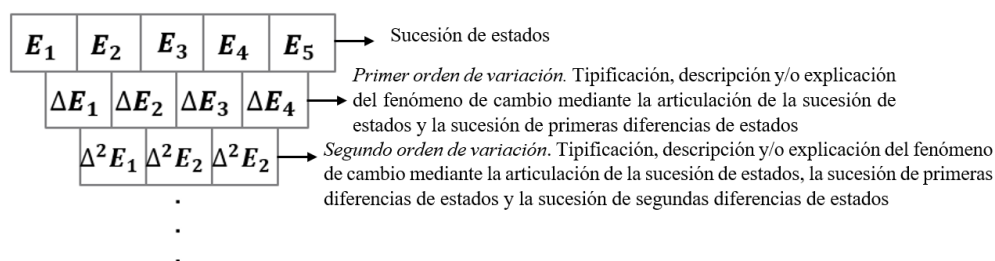 E₁ E₂ E₃ E₄ E₅ Sucesión de estados
Primer orden de variación. Tipificación, descripción y/o explicación
ΔE₁ ΔE₂ ΔE₃ ΔE₄ del fenómeno de cambio mediante la articulación de la sucesión de
estados y la sucesión de primeras diferencias de estados
Δ²E₁ Δ²E₂ Δ²E₂ Segundo orden de variación. Tipificación, descripción y/o explicación del fenómeno
de cambio mediante la articulación de la sucesión de estados, la sucesión de primeras
diferencias de estados y la sucesión de segundas diferencias de estados